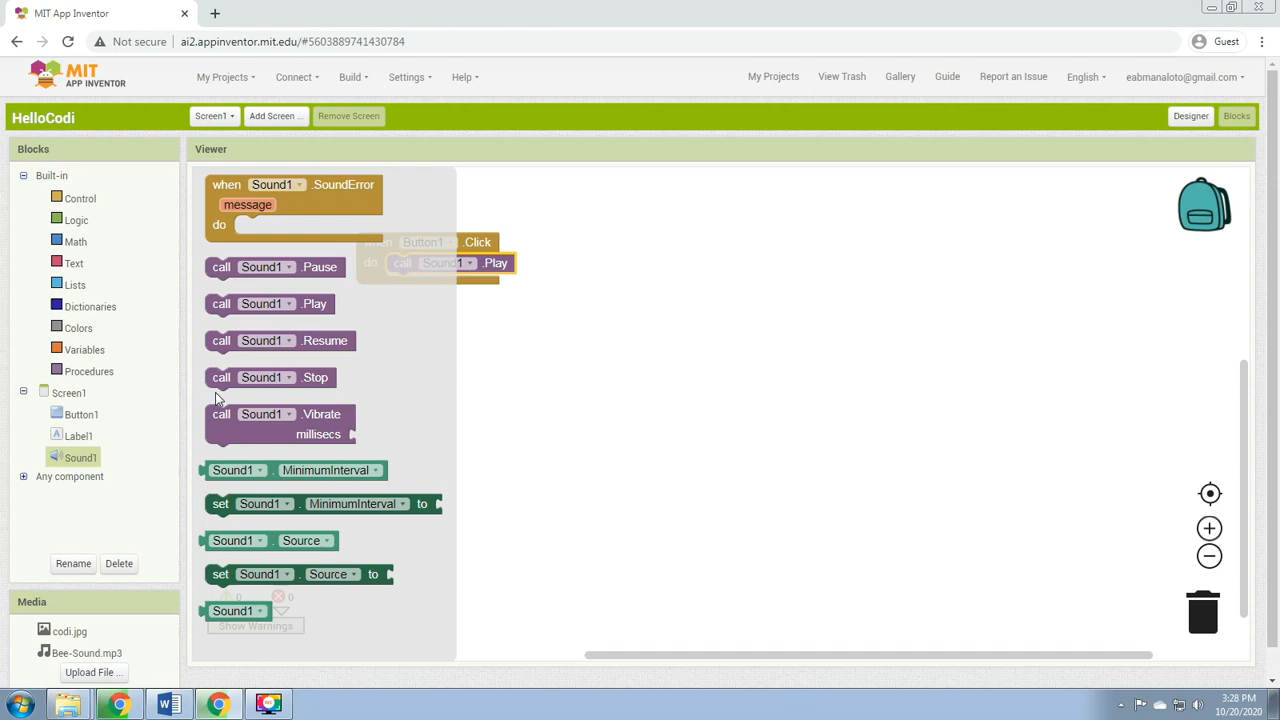 MIT App Inventor
Not secure
ai2.appinventor.mit.edu/#5603889741430784
Guest
MIT
APP INVENTOR
My Projects
Connect
Build
Settings
Help
My Projects
View Trash
Gallery
Guide
Report an Issue
English
eabmanaloto@gmail.com
HelloCodi
Screen1
Add Screen ...
Remove Screen
Designer
Blocks
Blocks
Viewer
Built-in
Control
Logic
Math
Text
Lists
Dictionaries
Colors
Variables
Procedures
Screen1
Button1
A Label1
Sound1
Any component
Rename
Delete
Media
codi.jpg
Bee-Sound.mp3
Upload File ...
when Sound1 .SoundError
message
do
when Button1 .Click
do call Sound1 .Play
call Sound1 .Pause
call Sound1 .Play
call Sound1 .Resume
call Sound1 .Stop
call Sound1 .Vibrate
millisecs
Sound1 . MinimumInterval
set Sound1 . MinimumInterval to
Sound1 . Source
set Sound1 . Source to
0 0
Sound1
Show Warnings
3:28 PM
10/20/2020